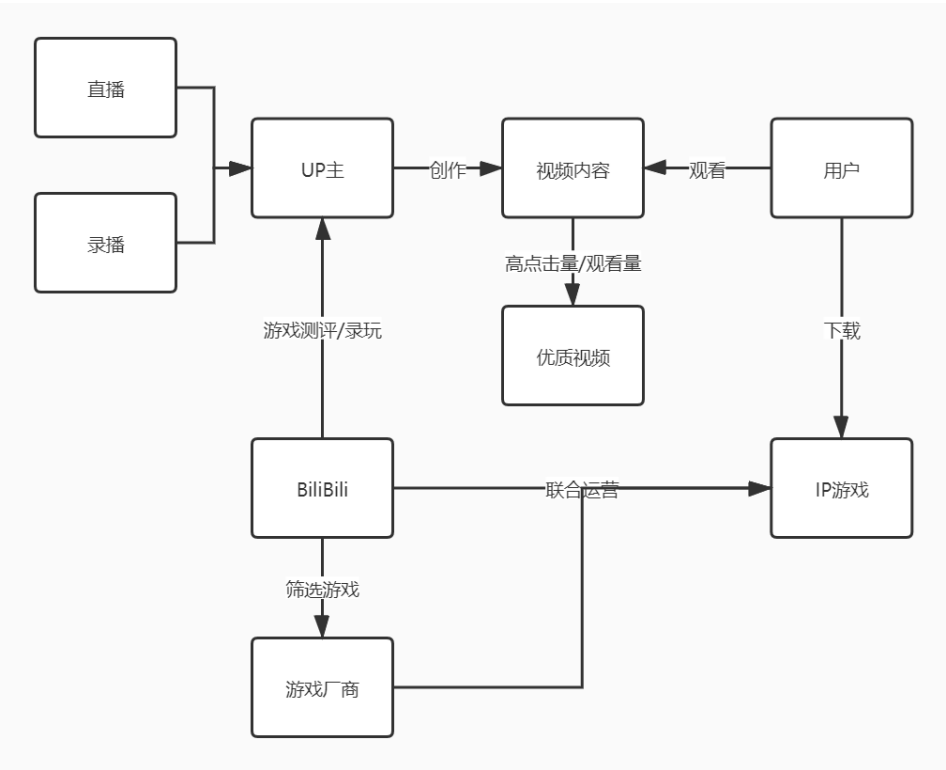 直播
UP主
创作
视频内容
观看
用户
录播
高点击量/观看量
游戏测评/录玩
下载
优质视频
BiliBili
联合运营
IP游戏
筛选游戏
游戏厂商